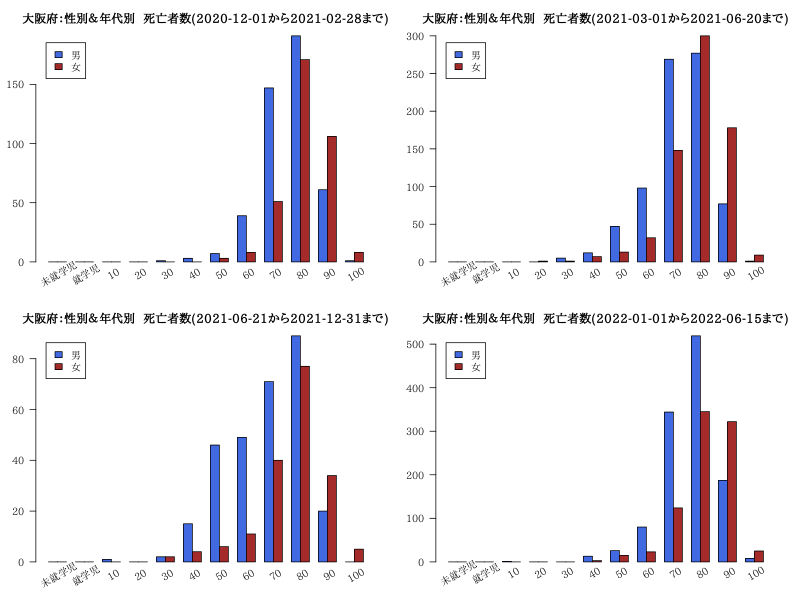 大阪府：性別＆年代別　死亡者数(2020-12-01から2021-02-28まで)
男
女
150
100
50
0
未就学児 就学児 10 20 30 40 50 60 70 80 90 100
大阪府：性別＆年代別　死亡者数(2021-03-01から2021-06-20まで)
男
女
300
250
200
150
100
50
0
未就学児 就学児 10 20 30 40 50 60 70 80 90 100
大阪府：性別＆年代別　死亡者数(2021-06-21から2021-12-31まで)
男
女
80
60
40
20
0
未就学児 就学児 10 20 30 40 50 60 70 80 90 100
大阪府：性別＆年代別　死亡者数(2022-01-01から2022-06-15まで)
男
女
500
400
300
200
100
0
未就学児 就学児 10 20 30 40 50 60 70 80 90 100